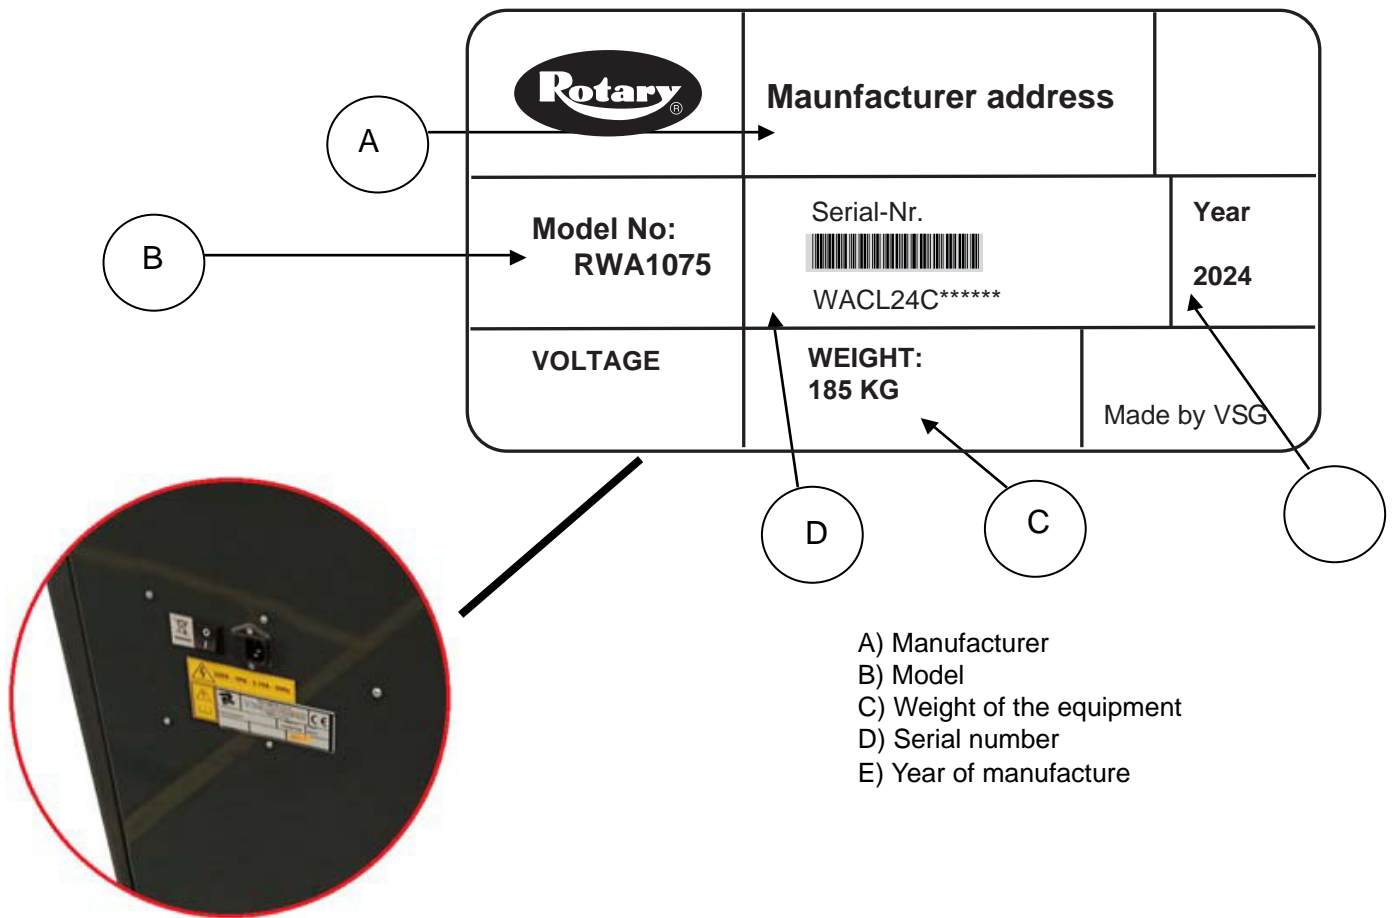 Rotary
®
Maunfacturer address
A
B
Model No:
RWA1075
Serial-Nr.
WACL24C******
Year
2024
VOLTAGE
WEIGHT:
185 KG
Made by VSG
D
C
A) Manufacturer
B) Model
C) Weight of the equipment
D) Serial number
E) Year of manufacture